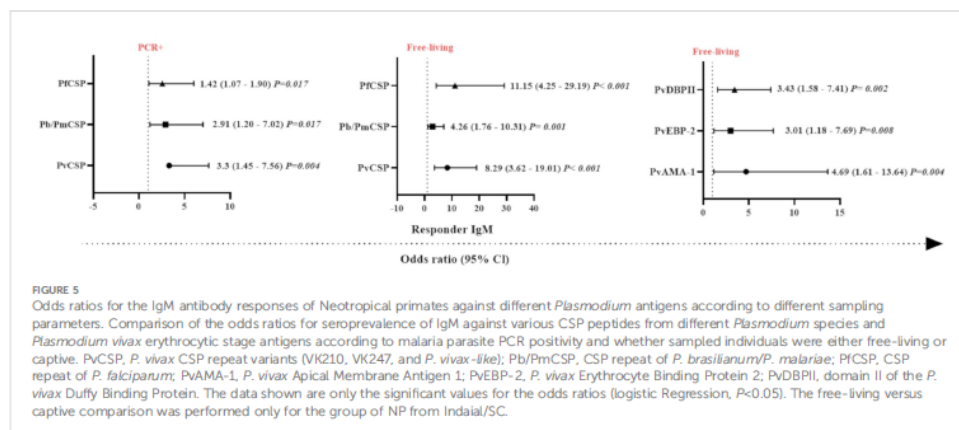 PCR+
PfCSP
1.42 (1.07 - 1.90) P=0.017
Pb/PmCSP
2.91 (1.20 - 7.02) P=0.017
PvCSP
3.3 (1.45 - 7.56) P=0.004
-5 0 5 10
Free-living
PfCSP
11.15 (4.25 - 29.19) P< 0.001
Pb/PmCSP
4.26 (1.76 - 10.31) P= 0.001
PvCSP
8.29 (3.62 - 19.01) P< 0.001
-10 0 10 20 30 40
Free-living
PvDBPII
3.43 (1.58 - 7.41) P= 0.002
PvEBP-2
3.01 (1.18 - 7.69) P=0.008
PvAMA-1
4.69 (1.61 - 13.64) P=0.004
0 5 10 15
Responder IgM
Odds ratio (95% CI)
FIGURE 5
Odds ratios for the IgM antibody responses of Neotropical primates against different Plasmodium antigens according to different sampling
parameters. Comparison of the odds ratios for seroprevalence of IgM against various CSP peptides from different Plasmodium species and
Plasmodium vivax erythrocytic stage antigens according to malaria parasite PCR positivity and whether sampled individuals were either free-living or
captive. PvCSP, P. vivax CSP repeat variants (VK210, VK247, and P. vivax-like); Pb/PmCSP, CSP repeat of P. brasilianum/P. malariae; PfCSP, CSP
repeat of P. falciparum; PvAMA-1, P. vivax Apical Membrane Antigen 1; PvEBP-2, P. vivax Erythrocyte Binding Protein 2; PvDBPII, domain II of the P.
vivax Duffy Binding Protein. The data shown are only the significant values for the odds ratios (logistic Regression, P<0.05). The free-living versus
captive comparison was performed only for the group of NP from Indaial/SC.